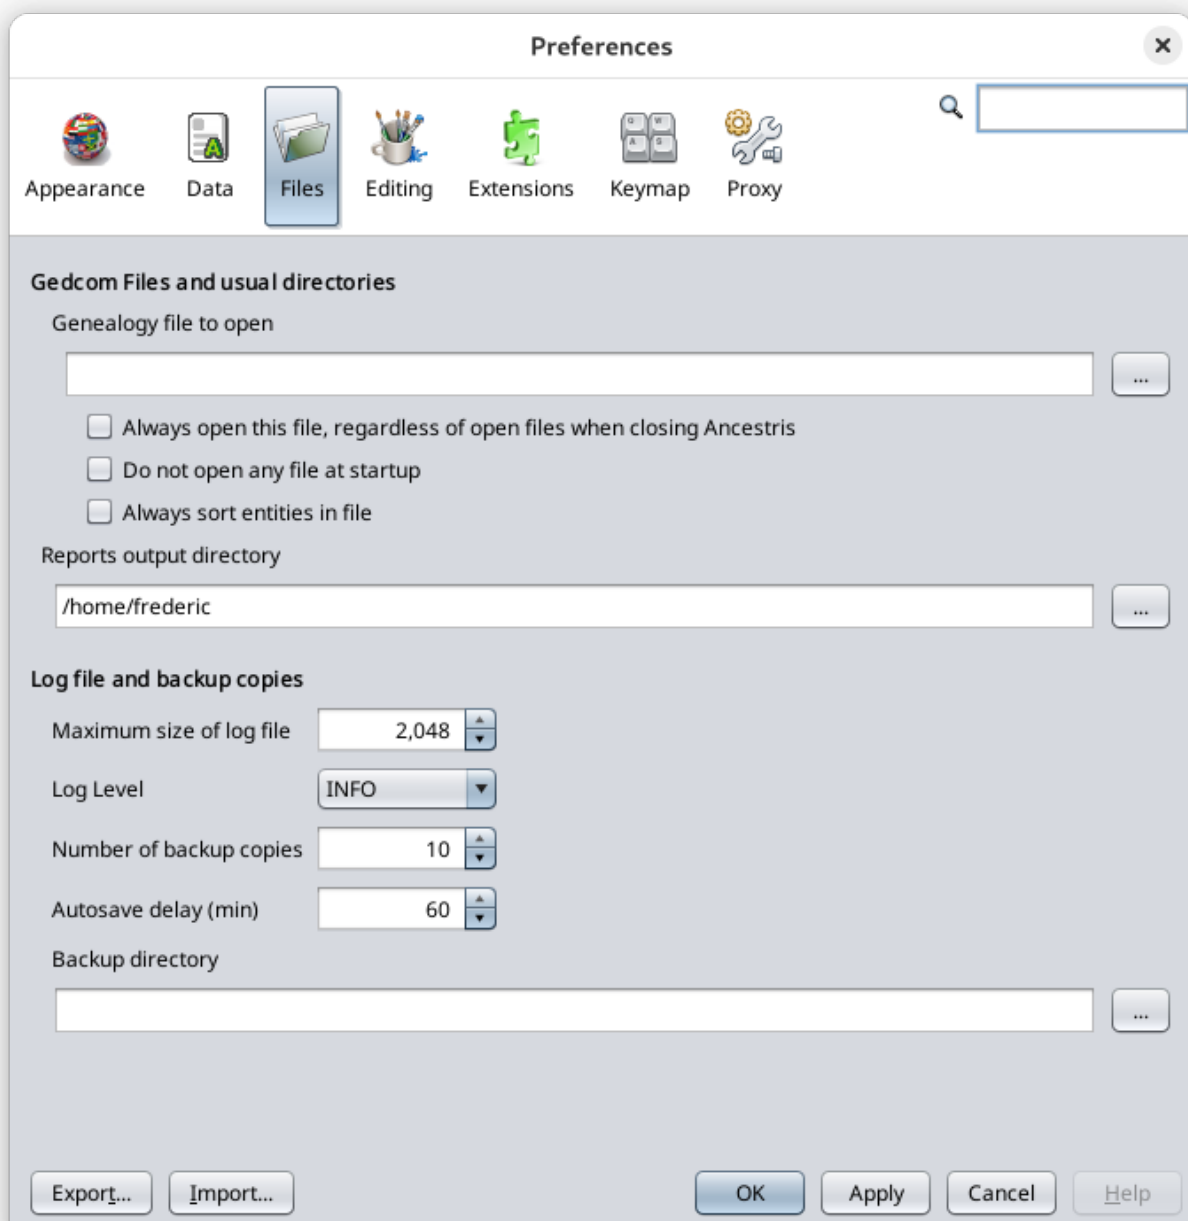 Preferences
Appearance
Data
Files
Editing
Extensions
Keymap
Proxy
Gedcom Files and usual directories
Genealogy file to open
...
Always open this file, regardless of open files when closing Ancestris
Do not open any file at startup
Always sort entities in file
Reports output directory
/home/frederic
...
Log file and backup copies
Maximum size of log file 2,048
Log Level INFO
Number of backup copies 10
Autosave delay (min) 60
Backup directory
...
Export... Import... OK Apply Cancel Help